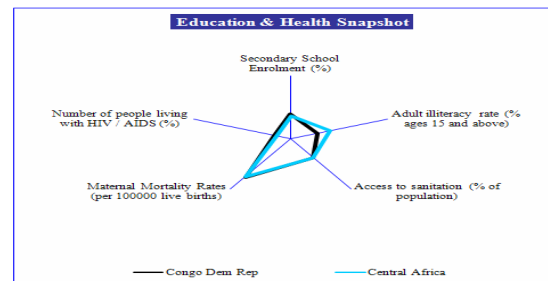 Education & Health Snapshot
Secondary School
Enrolment (%)
Number of people living
with HIV / AIDS (%)
Adult illiteracy rate (%
ages 15 and above)
Maternal Mortality Rates
(per 100000 live births)
Access to sanitation (% of
population)
Congo Dem Rep
Central Africa